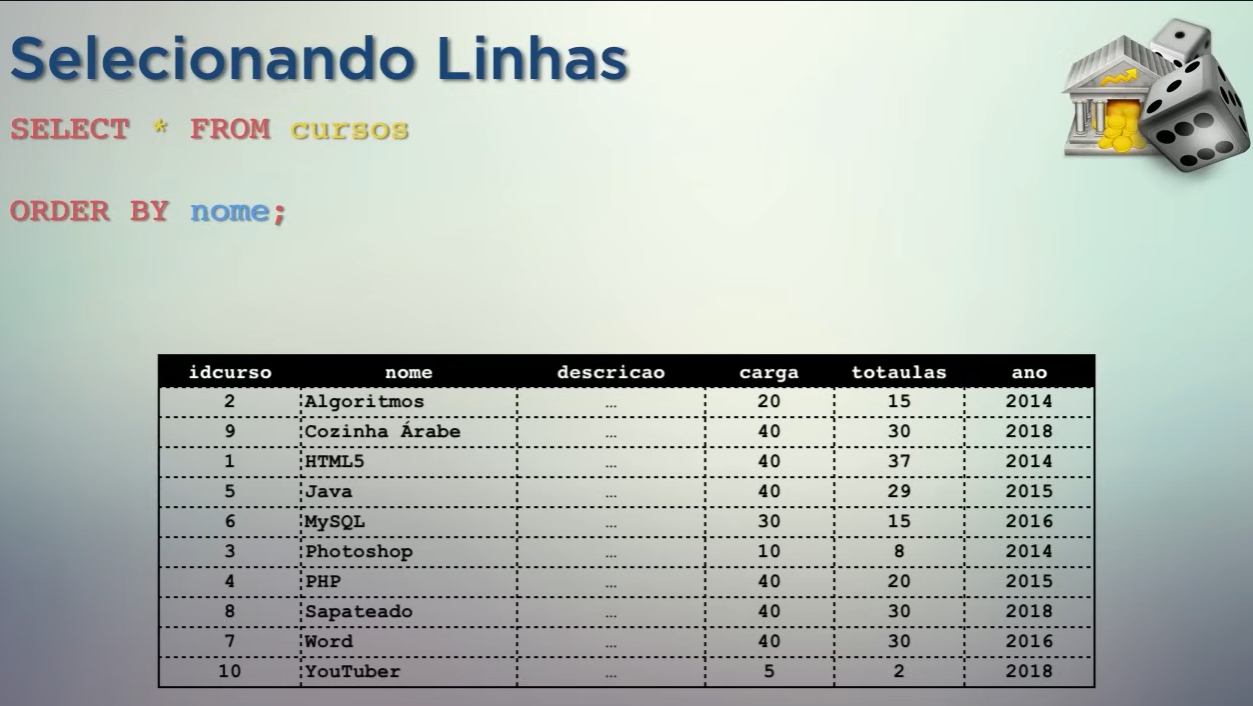 Selecionando Linhas
SELECT * FROM cursos
ORDER BY nome;
idcurso nome descricao carga totaulas ano
2 Algoritmos … 20 15 2014
9 Cozinha Árabe … 40 30 2018
1 HTML5 … 40 37 2014
5 Java … 40 29 2015
6 MySQL … 30 15 2016
3 Photoshop … 10 8 2014
4 PHP … 40 20 2015
8 Sapateado … 40 30 2018
7 Word … 40 30 2016
10 YouTuber … 5 2 2018